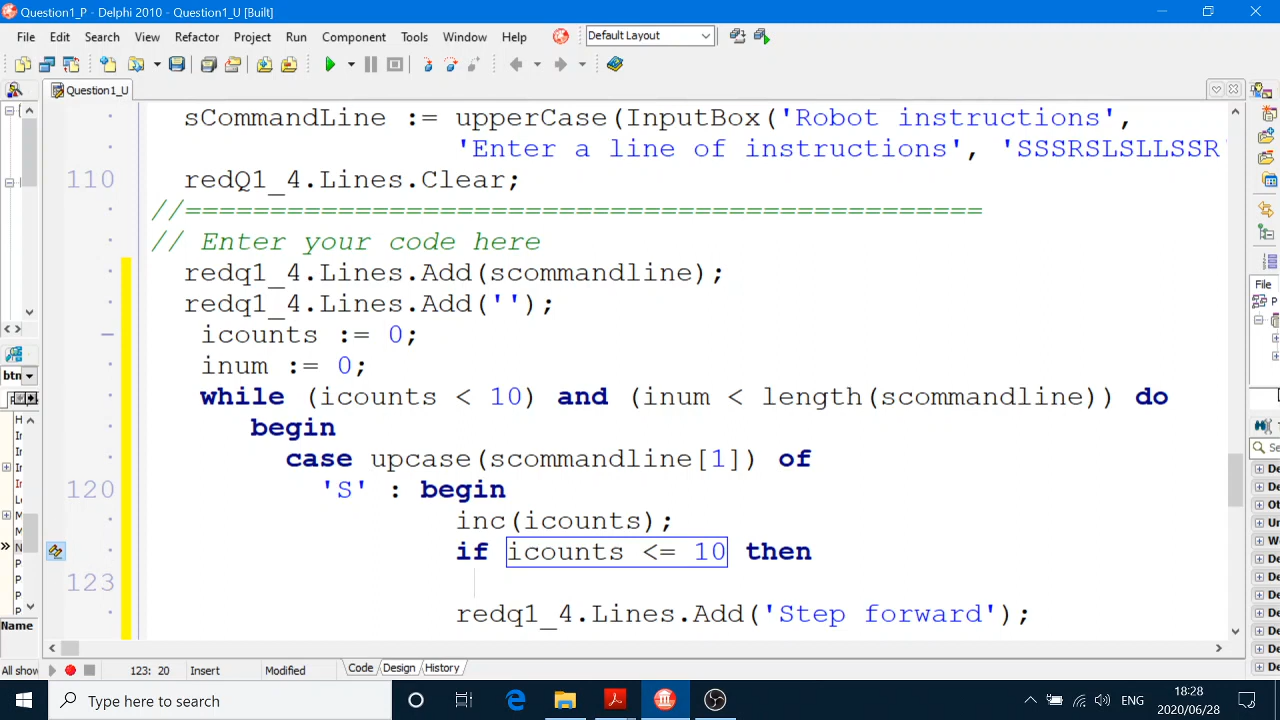 Question1_P - Delphi 2010 - Question1_U [Built]
File Edit Search View Refactor Project Run Component Tools Window Help Default Layout
Question1_U
sCommandLine := upperCase(InputBox('Robot instructions',
'Enter a line of instructions', 'SSSRSLSLLSSR'
110 redQ1_4.Lines.Clear;
//===============================================
// Enter your code here
redq1_4.Lines.Add(scommandline);
redq1_4.Lines.Add('');
icounts := 0;
inum := 0;
while (icounts < 10) and (inum < length(scommandline)) do
begin
case upcase(scommandline[1]) of
120 'S' : begin
inc(icounts);
if icounts <= 10 then
123
redq1_4.Lines.Add('Step forward');
File
btn
Name
All show
123: 20 Insert Modified Code Design History
Type here to search
ENG
18:28
2020/06/28